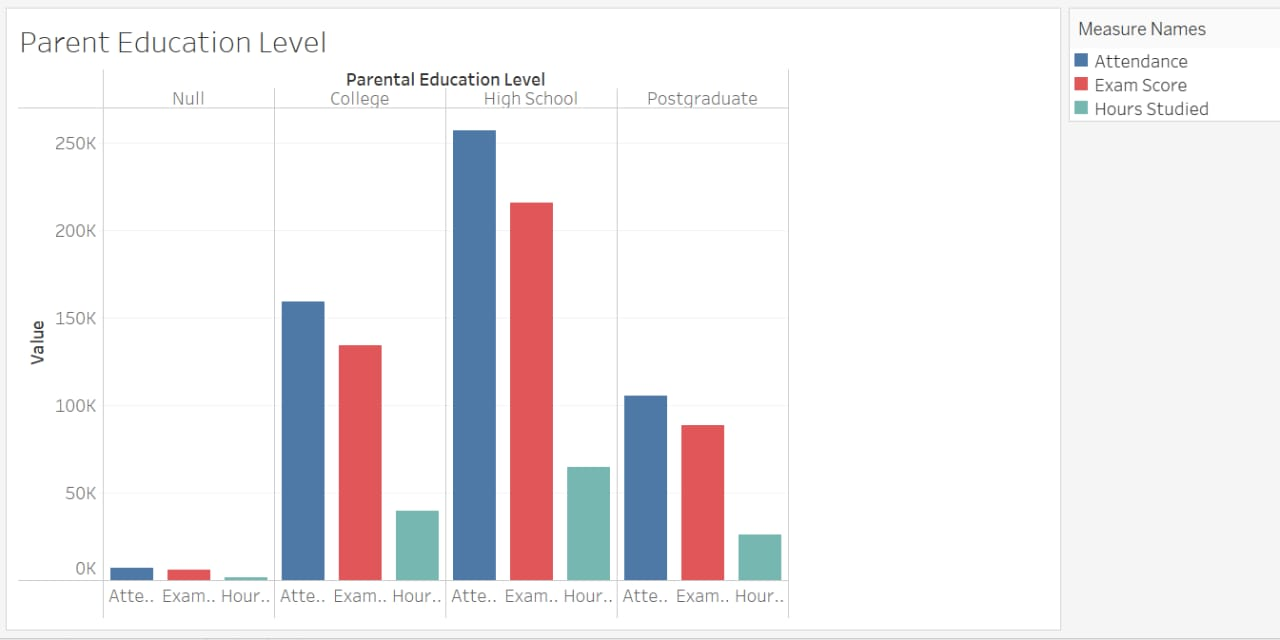 Parent Education Level
Parental Education Level
Null College High School Postgraduate
250K
200K
150K
100K
50K
0K
Value
Atte.. Exam.. Hour.. Atte.. Exam.. Hour.. Atte.. Exam.. Hour.. Atte.. Exam.. Hour..
Measure Names
Attendance
Exam Score
Hours Studied